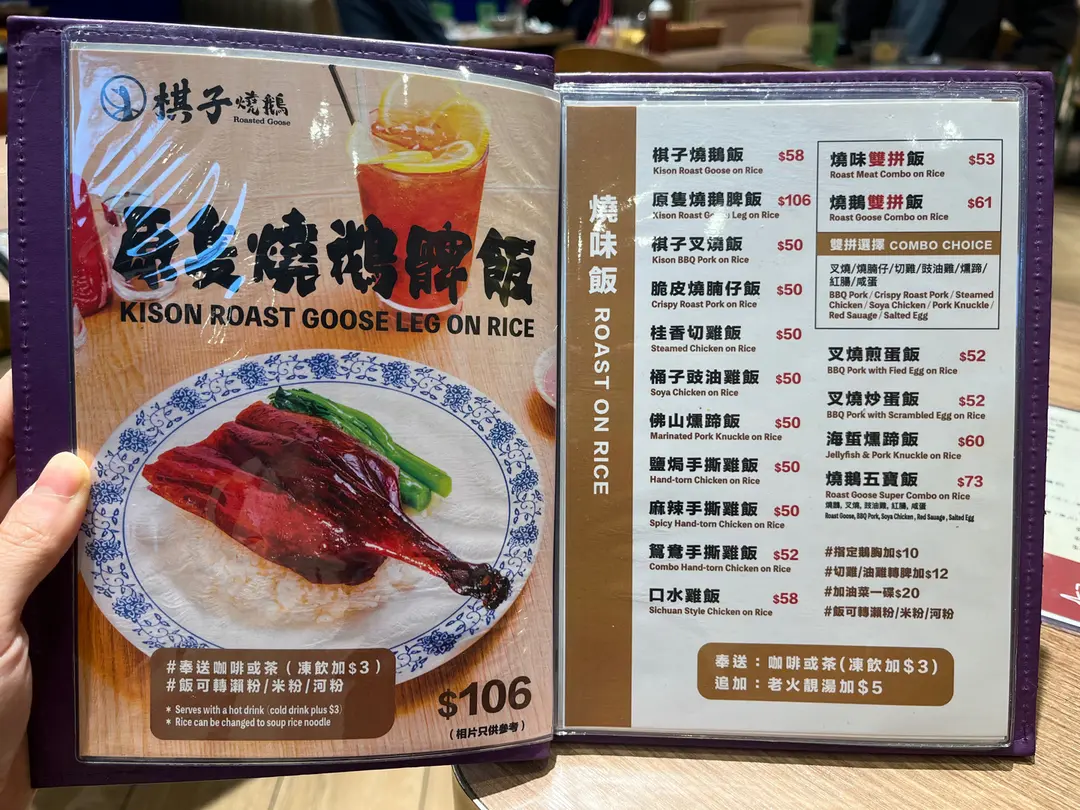 棋子燒鵝
Roasted Goose
原隻燒鵝髀飯
KISON ROAST GOOSE LEG ON RICE
#奉送咖啡或茶(凍飲加$3)
#飯可轉瀨粉/米粉/河粉
* Serves with a hot drink (cold drink plus $3)
* Rice can be changed to soup rice noodle
$106
(相片只供參考)
燒味飯 ROAST ON RICE
棋子燒鵝飯 $58
Kison Roast Goose on Rice
原隻燒鵝脾飯 $106
Kison Roast Goose Leg on Rice
棋子叉燒飯 $50
Kison BBQ Pork on Rice
脆皮燒腩仔飯 $50
Crispy Roast Pork on Rice
桂香切雞飯 $50
Steamed Chicken on Rice
桶子豉油雞飯 $50
Soya Chicken on Rice
佛山燻蹄飯 $50
Marinated Pork Knuckle on Rice
鹽焗手撕雞飯 $50
Hand-torn Chicken on Rice
麻辣手撕雞飯 $50
Spicy Hand-torn Chicken on Rice
鴛鴦手撕雞飯 $52
Combo Hand-torn Chicken on Rice
口水雞飯 $58
Sichuan Style Chicken on Rice
燒味雙拼飯 $53
Roast Meat Combo on Rice
燒鵝雙拼飯 $61
Roast Goose Combo on Rice
雙拼選擇 COMBO CHOICE
叉燒/燒腩仔/切雞/豉油雞/燻蹄/
紅腸/咸蛋
BBQ Pork / Crispy Roast Pork / Steamed
Chicken / Soya Chicken / Pork Knuckle /
Red Sauage / Salted Egg
叉燒煎蛋飯 $52
BBQ Pork with Fied Egg on Rice
叉燒炒蛋飯 $52
BBQ Pork with Scrambled Egg on Rice
海蜇燻蹄飯 $60
Jellyfish & Pork Knuckle on Rice
燒鵝五寶飯 $73
Roast Goose Super Combo on Rice
燒鵝, 叉燒, 豉油雞, 紅腸, 咸蛋
Roast Goose, BBQ Pork, Soya Chicken, Red Sauage, Salted Egg
#指定鵝胸加$10
#切雞/油雞轉脾加$12
#加油菜一碟$20
#飯可轉瀨粉/米粉/河粉
奉送:咖啡或茶(凍飲加$3)
追加:老火靚湯加$5